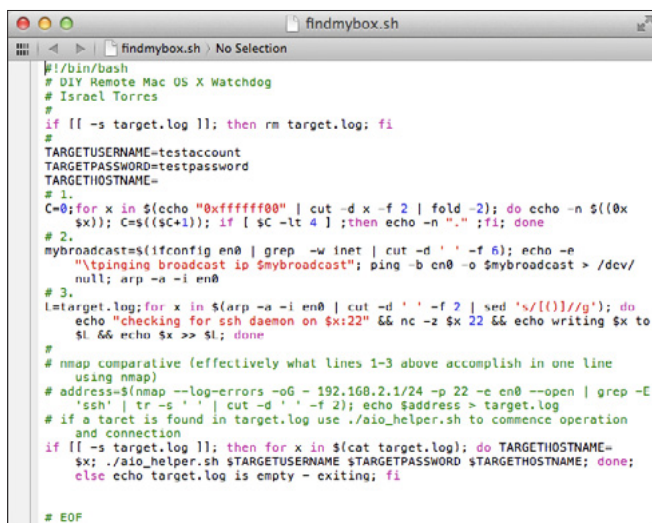 findmybox.sh
findmybox.sh 〉 No Selection
#!/bin/bash
# DIY Remote Mac OS X Watchdog
# Israel Torres
#
if [[ -s target.log ]]; then rm target.log; fi
#
TARGETUSERNAME=testaccount
TARGETPASSWORD=testpassword
TARGETHOSTNAME=
# 1.
C=0;for x in $(echo "0xffffff00" | cut -d x -f 2 | fold -2); do echo -n $((0x
$x)); C=$(($C+1)); if [ $C -lt 4 ] ;then echo -n "." ;fi; done
# 2.
mybroadcast=$(ifconfig en0 | grep -w inet | cut -d ' ' -f 6); echo -e
"\tpinging broadcast ip $mybroadcast"; ping -b en0 -o $mybroadcast > /dev/
null; arp -a -i en0
# 3.
L=target.log;for x in $(arp -a -i en0 | cut -d ' ' -f 2 | sed 's/[()]//g'); do
echo "checking for ssh daemon on $x:22" && nc -z $x 22 && echo writing $x to
$L && echo $x >> $L; done
#
# nmap comparative (effectively what lines 1-3 above accomplish in one line
using nmap)
# address=$(nmap --log-errors -oG - 192.168.2.1/24 -p 22 -e en0 --open | grep -E
'ssh' | tr -s ' ' | cut -d ' ' -f 2); echo $address > target.log
# if a taret is found in target.log use ./aio_helper.sh to commence operation
and connection
if [[ -s target.log ]]; then for x in $(cat target.log); do TARGETHOSTNAME=
$x; ./aio_helper.sh $TARGETUSERNAME $TARGETPASSWORD $TARGETHOSTNAME; done;
else echo target.log is empty - exiting; fi
# EOF